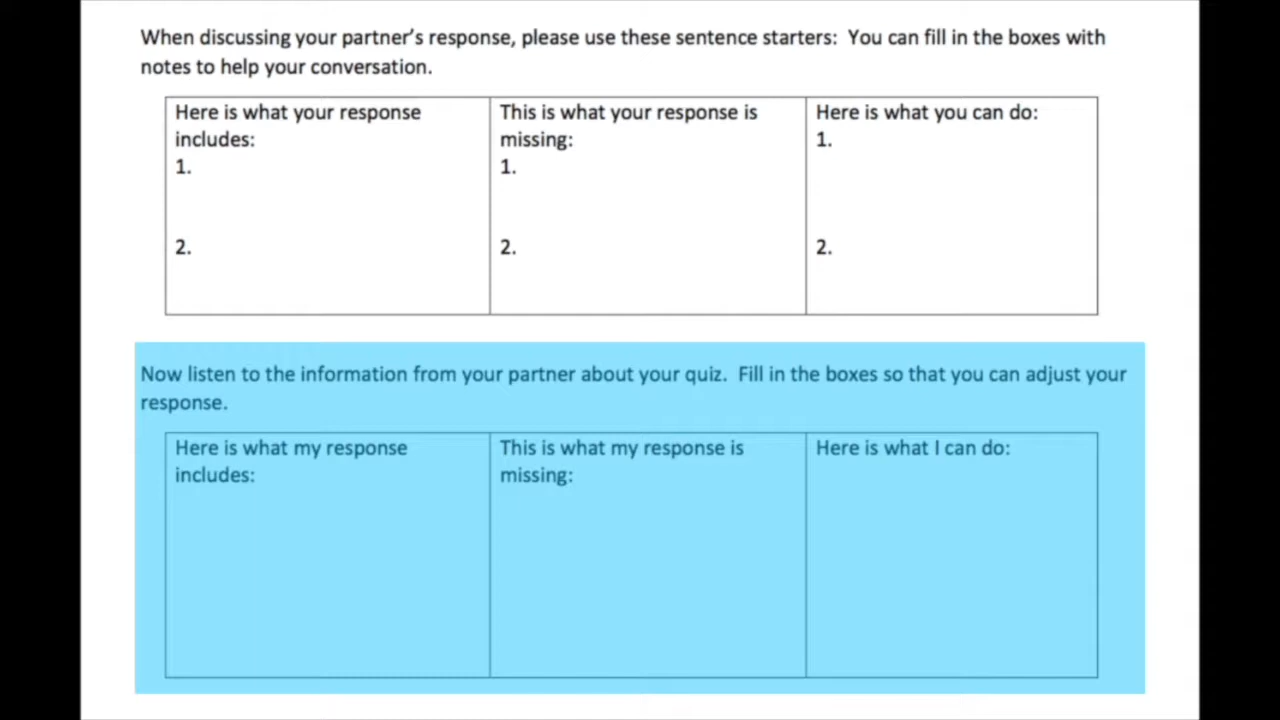 When discussing your partner’s response, please use these sentence starters:  You can fill in the boxes with
notes to help your conversation.
Here is what your response
includes:
1.
2.
This is what your response is
missing:
1.
2.
Here is what you can do:
1.
2.
Now listen to the information from your partner about your quiz.  Fill in the boxes so that you can adjust your
response.
Here is what my response
includes:
This is what my response is
missing:
Here is what I can do: